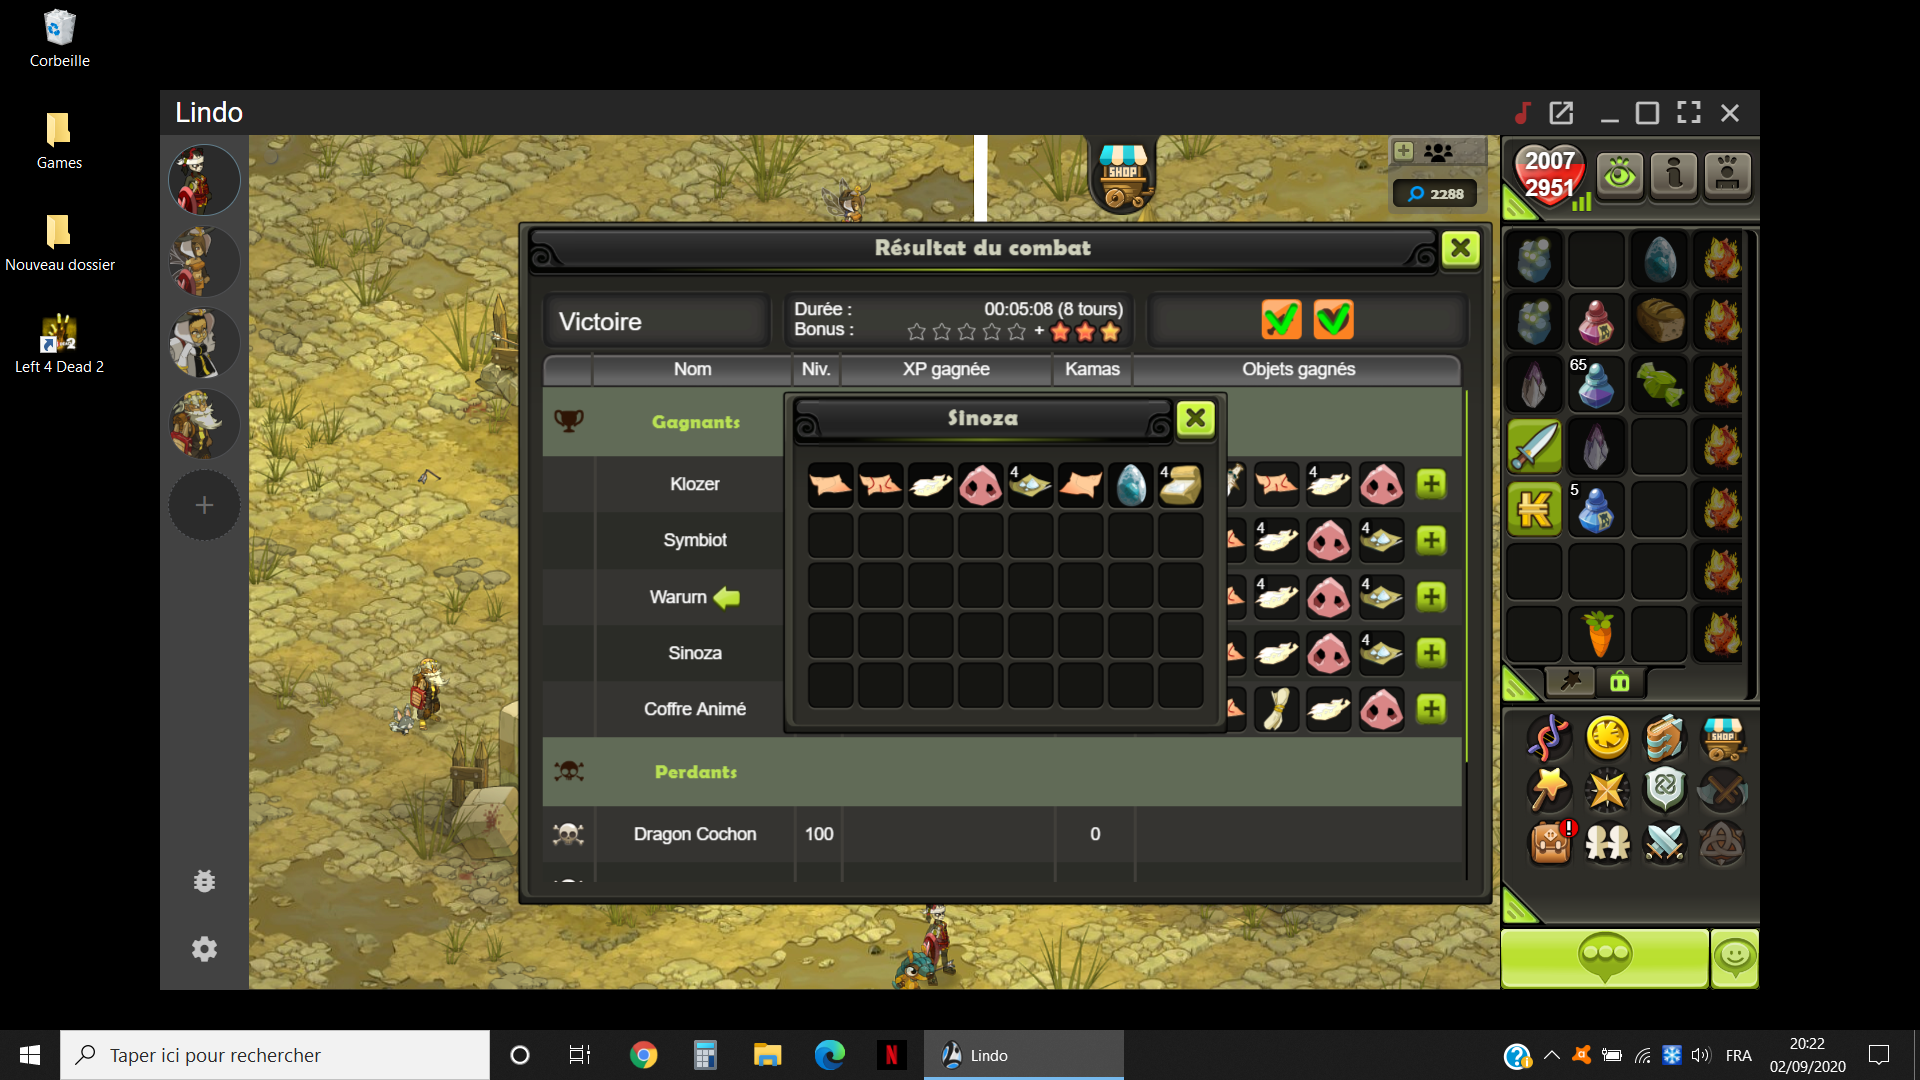 Corbeille
Games
Nouveau dossier
Left 4 Dead 2
Lindo
SHOP
2288
2007
2951
Résultat du combat
Victoire
Durée : 00:05:08 (8 tours)
Bonus : +
Nom Niv. XP gagnée Kamas Objets gagnés
Gagnants
Sinoza
4 4
Klozer 4
Symbiot 4 4
Warurn 4 4
Sinoza 4
Coffre Animé
Perdants
Dragon Cochon 100 0
65
5
SHOP
Taper ici pour rechercher
Lindo
FRA
20:22
02/09/2020